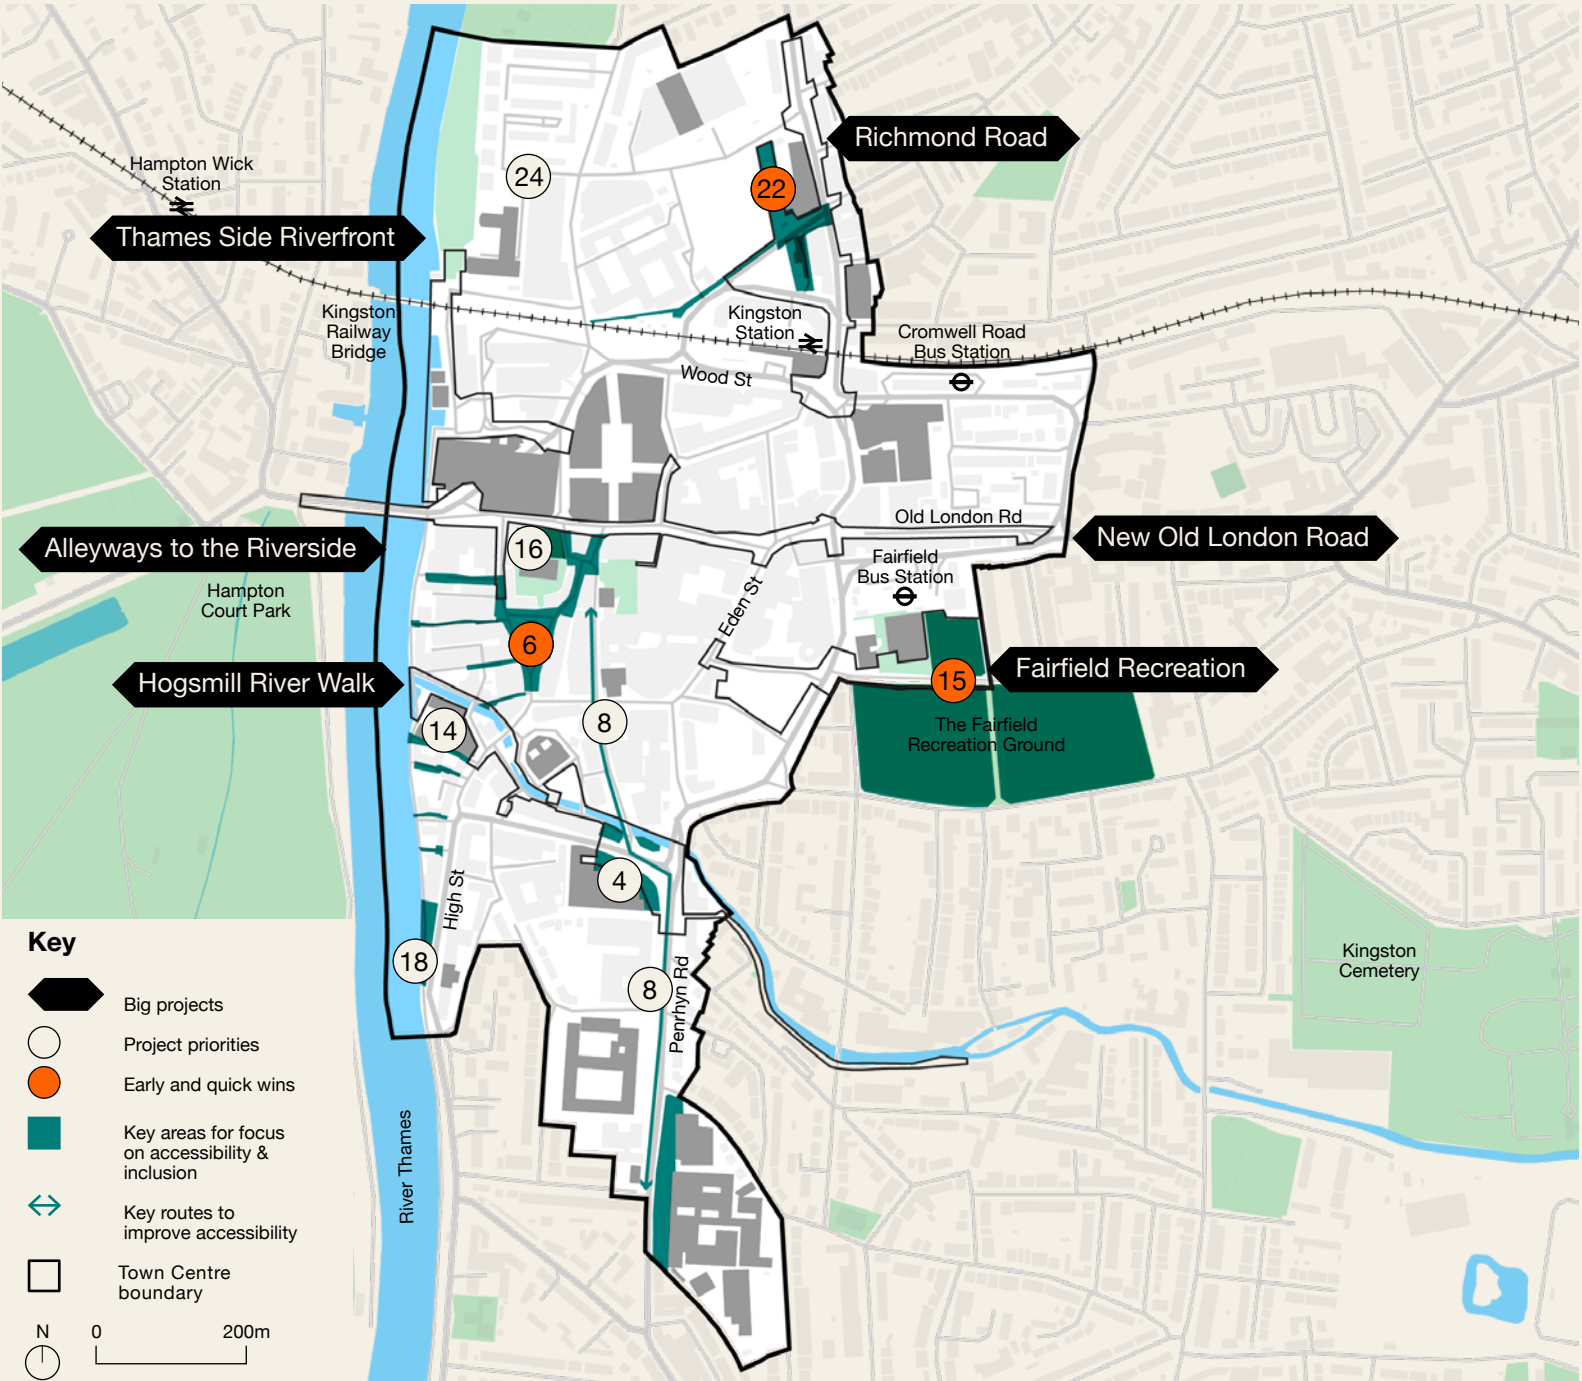 Richmond Road
Hampton Wick
Station
24
22
Thames Side Riverfront
Kingston
Railway
Bridge
Kingston
Station
Cromwell Road
Bus Station
Wood St
Old London Rd
New Old London Road
Alleyways to the Riverside
16
Fairfield
Bus Station
Hampton
Court Park
Eden St
6
Hogsmill River Walk
Fairfield Recreation
15
14
8
The Fairfield
Recreation Ground
4
High St
18
8
Penrhyn Rd
Kingston
Cemetery
River Thames
Key
Big projects
Project priorities
Early and quick wins
Key areas for focus
on accessibility &
inclusion
Key routes to
improve accessibility
Town Centre
boundary
N
0
200m